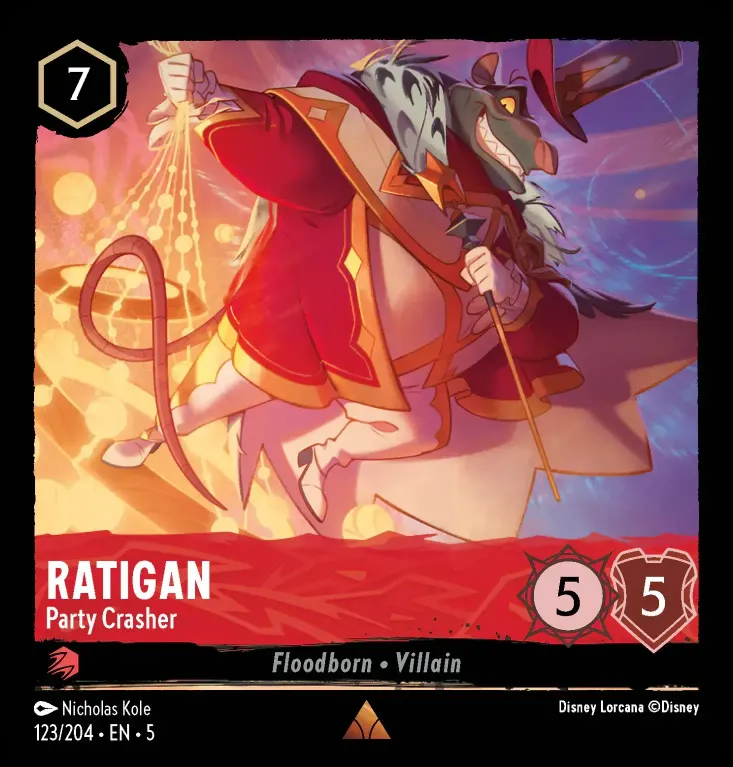 7
RATIGAN
Party Crasher
5 5
Floodborn • Villain
Nicholas Kole
Disney Lorcana ©Disney
123/204 • EN • 5